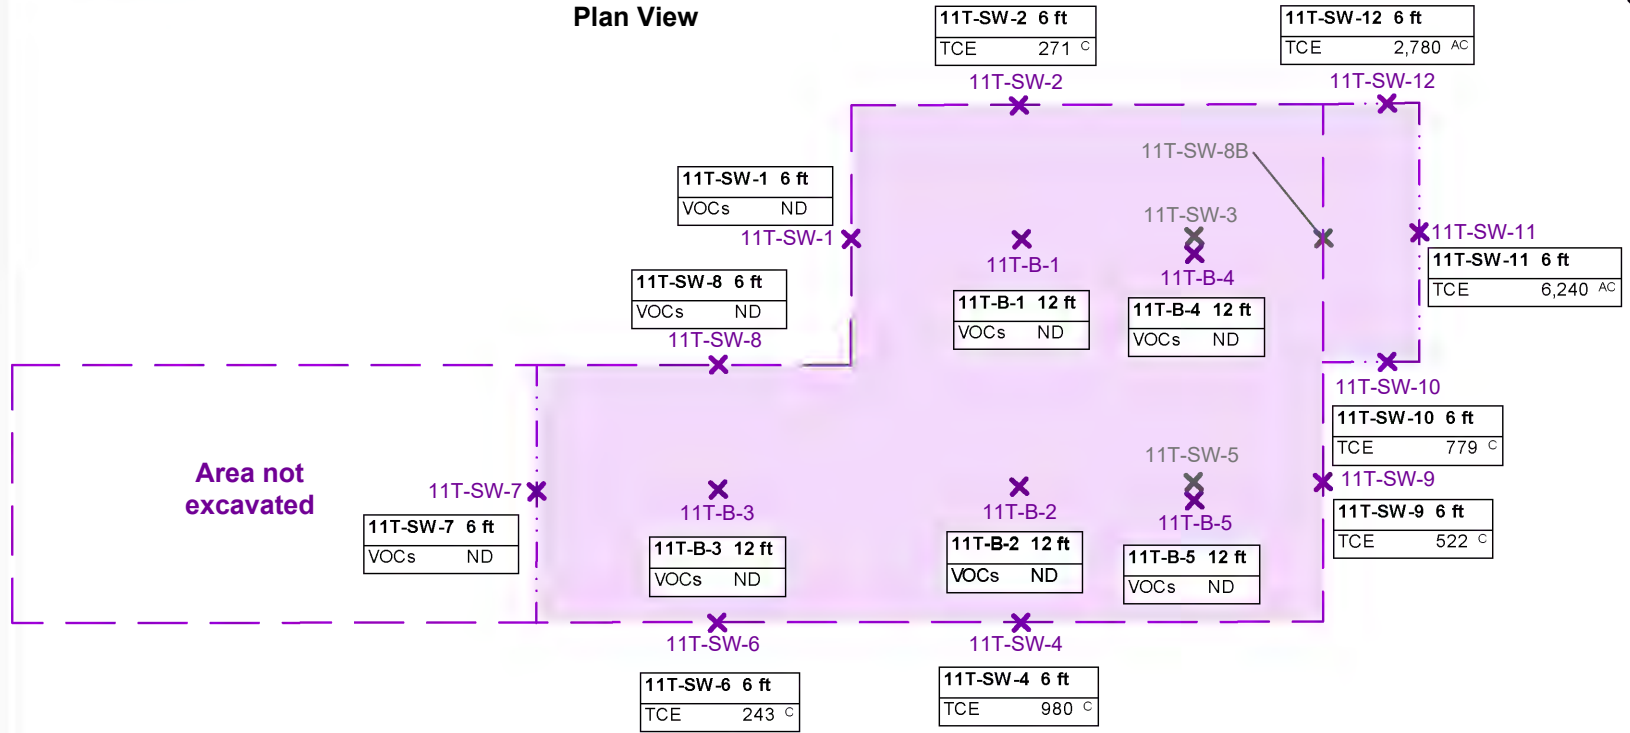 Plan View
11T-SW-2 6 ft
TCE 271 C
11T-SW-2
11T-SW-12 6 ft
TCE 2,780 AC
11T-SW-12
11T-SW-8B
11T-SW-1 6 ft
VOCs ND
11T-SW-1
11T-SW-3
11T-B-1
11T-B-4
11T-SW-11
11T-SW-11 6 ft
TCE 6,240 AC
11T-SW-8 6 ft
VOCs ND
11T-SW-8
11T-B-1 12 ft
VOCs ND
11T-B-4 12 ft
VOCs ND
11T-SW-10
11T-SW-10 6 ft
TCE 779 C
Area not
excavated
11T-SW-7
11T-SW-7 6 ft
VOCs ND
11T-B-3
11T-B-3 12 ft
VOCs ND
11T-B-2
11T-B-2 12 ft
VOCs ND
11T-SW-5
11T-B-5
11T-B-5 12 ft
VOCs ND
11T-SW-9
11T-SW-9 6 ft
TCE 522 C
11T-SW-6
11T-SW-6 6 ft
TCE 243 C
11T-SW-4
11T-SW-4 6 ft
TCE 980 C